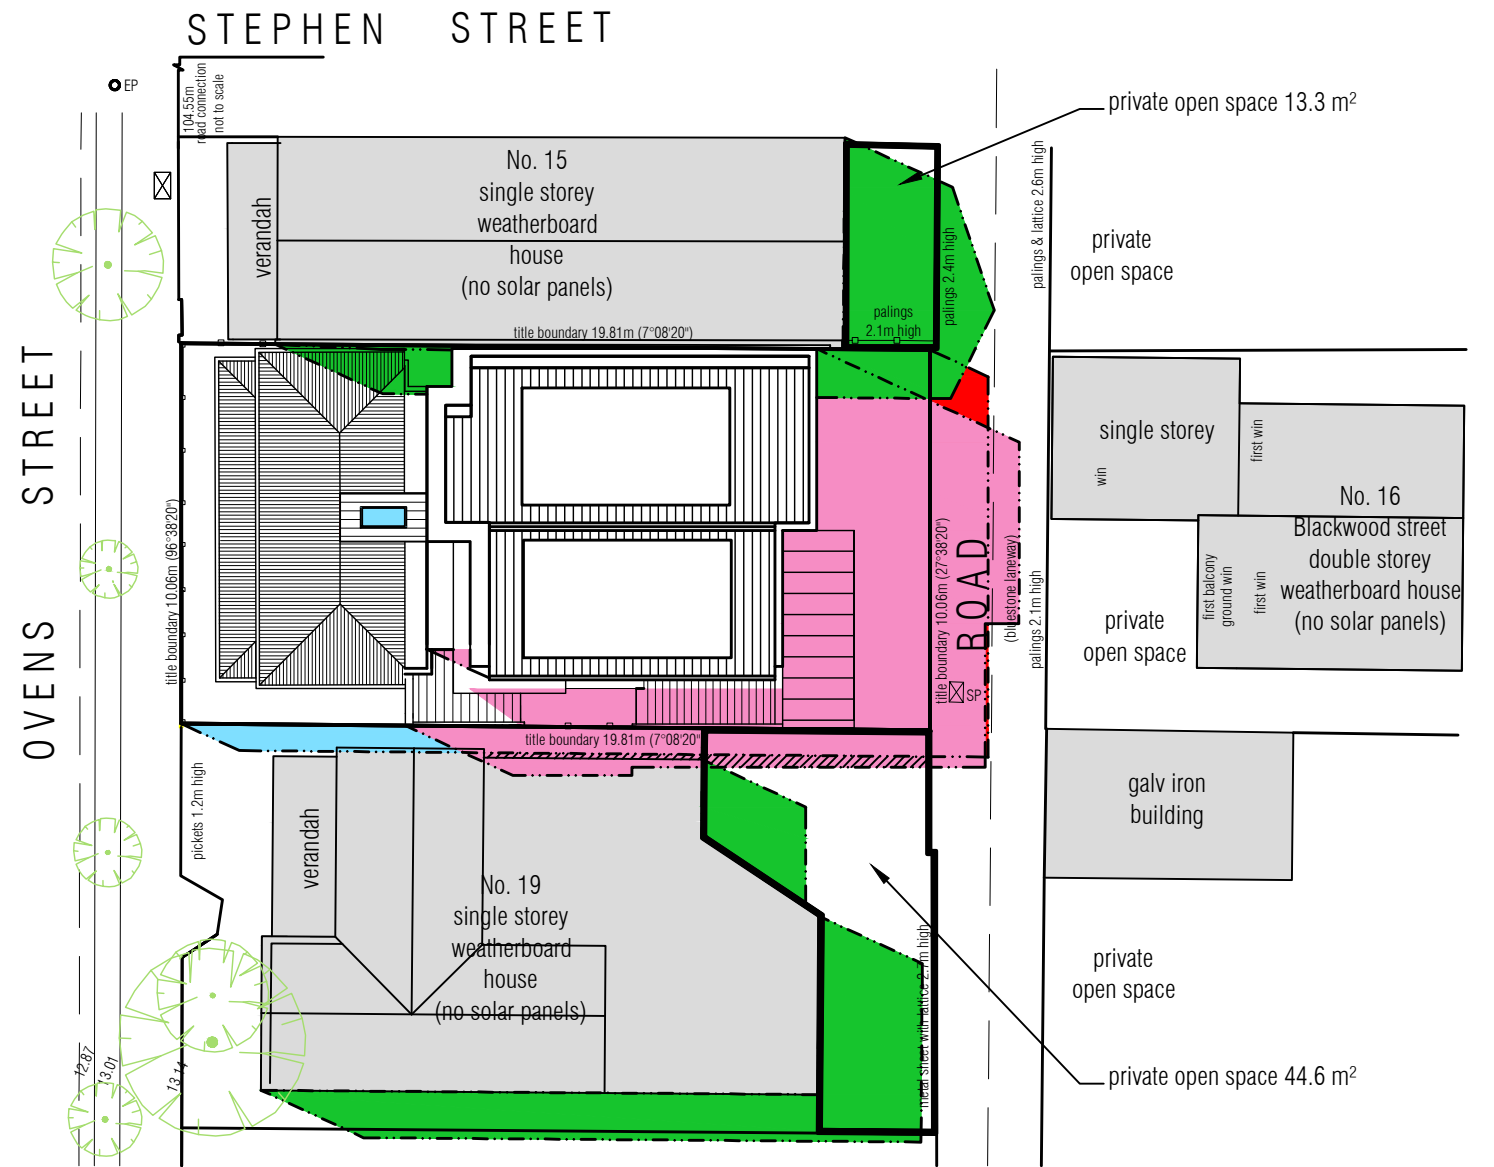 STEPHEN STREET
EP
104.55m
road connection
not to scale
private open space 13.3 m²
No. 15
single storey
weatherboard
house
(no solar panels)
verandah
palings 2.4m high
palings & lattice 2.6m high
private
open space
palings
2.1m high
title boundary 19.81m (7°08'20")
OVENS STREET
title boundary 10.06m (96°38'20")
title boundary 10.06m (27°38'20")
ROAD
(bluestone laneway)
palings 2.1m high
SP
single storey
win
first win
No. 16
Blackwood street
double storey
weatherboard house
(no solar panels)
first balcony
ground win
first win
private
open space
title boundary 19.81m (7°08'20"
pickets 1.2m high
verandah
galv iron
building
No. 19
single storey
weatherboard
house
(no solar panels)
metal sheet with lattice 2.7m high
private
open space
private open space 44.6 m²
12.87
13.01
13.14